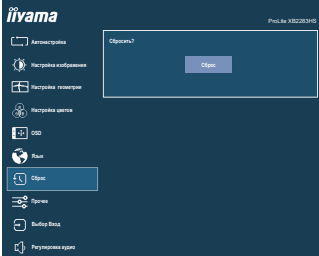 iiyama
ProLite XB2283HS
Автонастройка
Сбросить?
Настройка изображения
Сброс
Настройка геометрии
Настройка цветов
OSD
Язык
Сброс
Прочее
Выбор Вход
Регулировка аудио